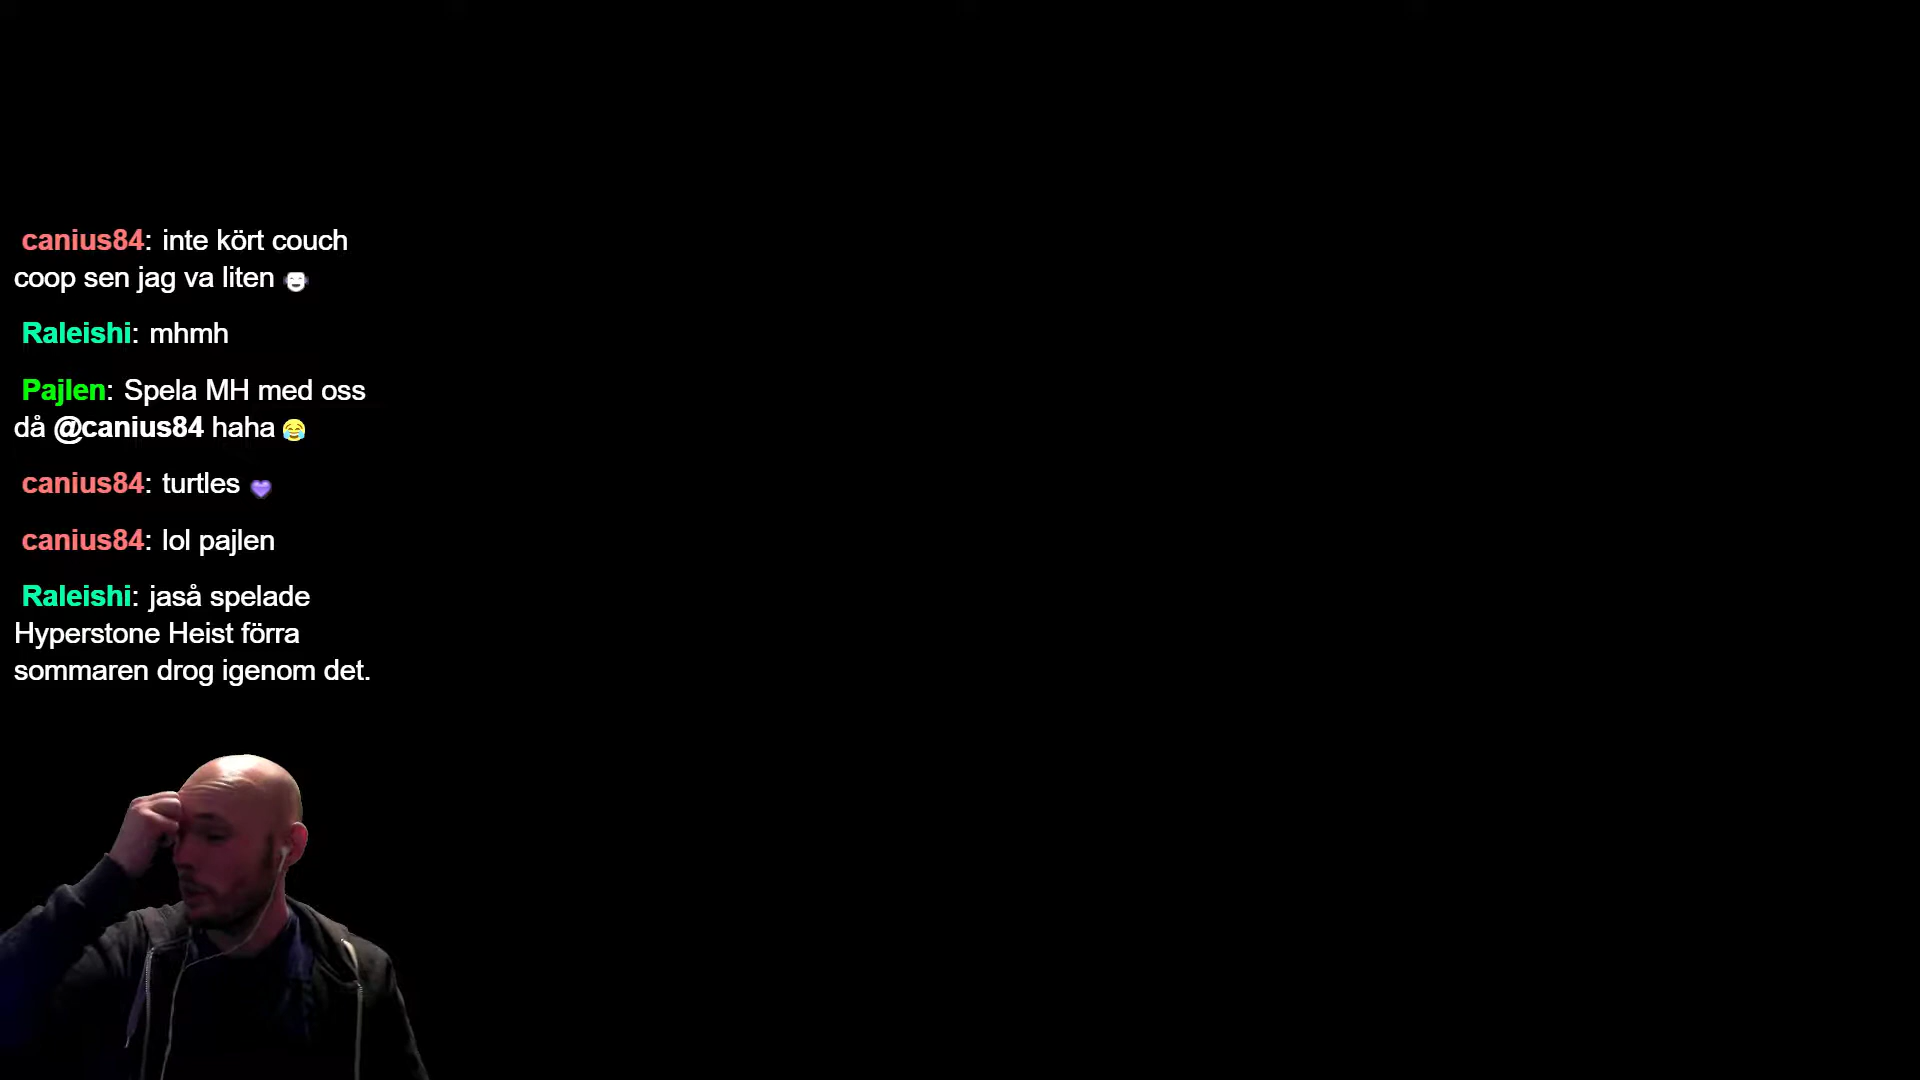 canius84: inte kört couch
coop sen jag va liten
Raleishi: mhmh
Pajlen: Spela MH med oss
då @canius84 haha 😂
canius84: turtles 💜
canius84: lol pajlen
Raleishi: jaså spelade
Hyperstone Heist förra
sommaren drog igenom det.